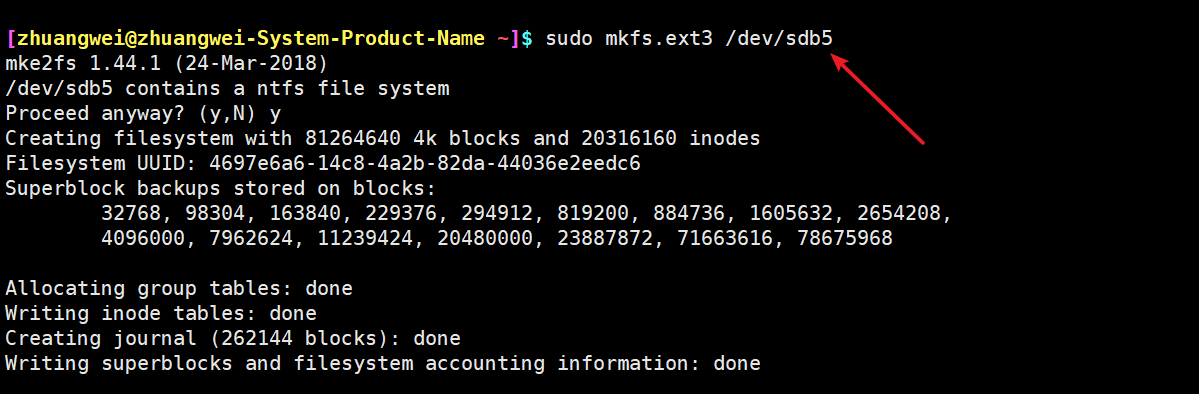 [zhuangwei@zhuangwei-System-Product-Name ~]$ sudo mkfs.ext3 /dev/sdb5
mke2fs 1.44.1 (24-Mar-2018)
/dev/sdb5 contains a ntfs file system
Proceed anyway? (y,N) y
Creating filesystem with 81264640 4k blocks and 20316160 inodes
Filesystem UUID: 4697e6a6-14c8-4a2b-82da-44036e2eedc6
Superblock backups stored on blocks:
        32768, 98304, 163840, 229376, 294912, 819200, 884736, 1605632, 2654208,
        4096000, 7962624, 11239424, 20480000, 23887872, 71663616, 78675968

Allocating group tables: done
Writing inode tables: done
Creating journal (262144 blocks): done
Writing superblocks and filesystem accounting information: done